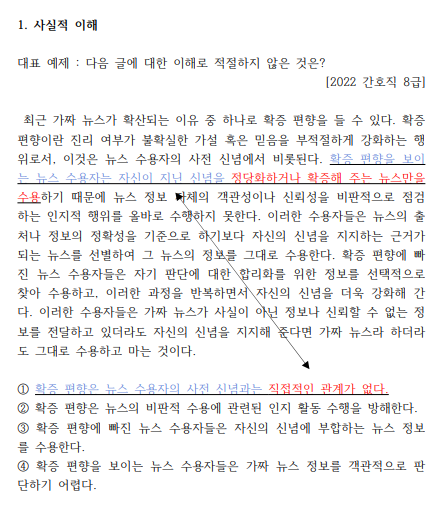 1. 사실적 이해
대표 예제 : 다음 글에 대한 이해로 적절하지 않은 것은?
[2022 간호직 8급]
최근 가짜 뉴스가 확산되는 이유 중 하나로 확증 편향을 들 수 있다. 확증
편향이란 진리 여부가 불확실한 가설 혹은 믿음을 부적절하게 강화하는 행
위로서, 이것은 뉴스 수용자의 사전 신념에서 비롯된다. 확증 편향을 보이
는 뉴스 수용자는 자신이 지닌 신념을 정당화하거나 확증해 주는 뉴스만을
수용하기 때문에 뉴스 정보 자체의 객관성이나 신뢰성을 비판적으로 점검
하는 인지적 행위를 올바로 수행하지 못한다. 이러한 수용자들은 뉴스의 출
처나 정보의 정확성을 기준으로 하기보다 자신의 신념을 지지하는 근거가
되는 뉴스를 선별하여 그 뉴스의 정보를 그대로 수용한다. 확증 편향에 빠
진 뉴스 수용자들은 자기 판단에 대한 합리화를 위한 정보를 선택적으로
찾아 수용하고, 이러한 과정을 반복하면서 자신의 신념을 더욱 강화해 간
다. 이러한 수용자들은 가짜 뉴스가 사실이 아닌 정보나 신뢰할 수 없는 정
보를 전달하고 있더라도 자신의 신념을 지지해 준다면 가짜 뉴스라 하더라
도 그대로 수용하고 마는 것이다.
① 확증 편향은 뉴스 수용자의 사전 신념과는 직접적인 관계가 없다.
② 확증 편향은 뉴스의 비판적 수용에 관련된 인지 활동 수행을 방해한다.
③ 확증 편향에 빠진 뉴스 수용자들은 자신의 신념에 부합하는 뉴스 정보
를 수용한다.
④ 확증 편향을 보이는 뉴스 수용자들은 가짜 뉴스 정보를 객관적으로 판
단하기 어렵다.